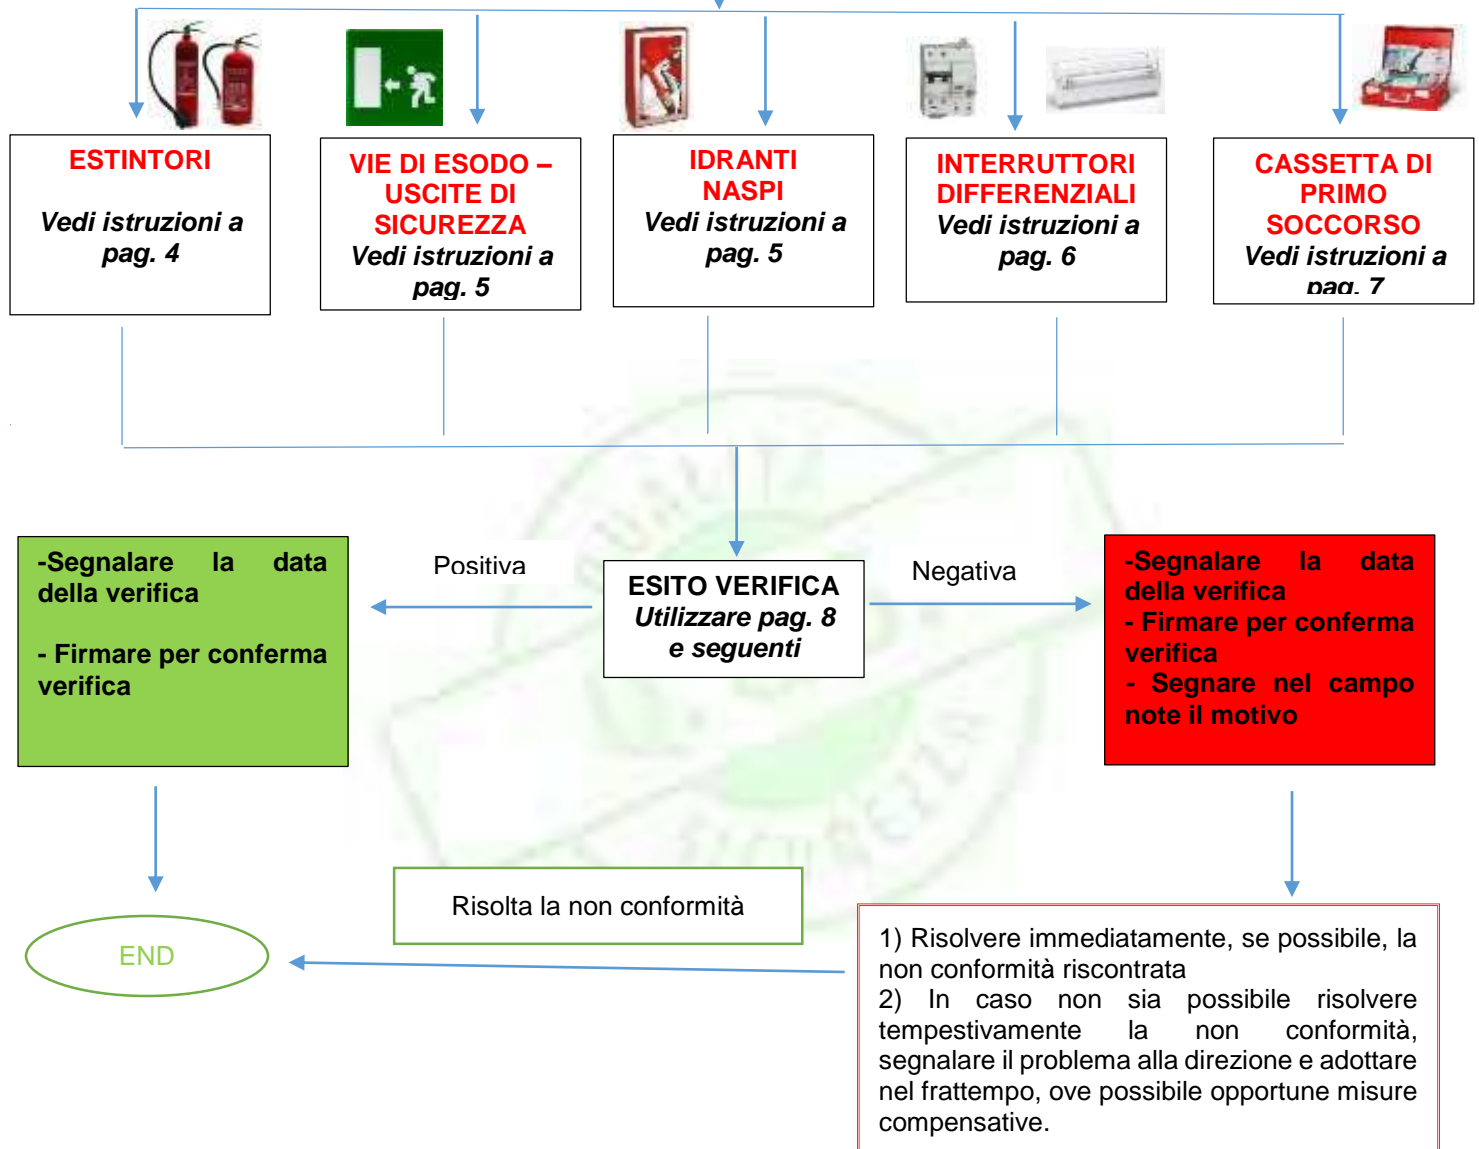 ESTINTORI
Vedi istruzioni a
pag. 4
VIE DI ESODO –
USCITE DI
SICUREZZA
Vedi istruzioni a
pag. 5
IDRANTI
NASPI
Vedi istruzioni a
pag. 5
INTERRUTTORI
DIFFERENZIALI
Vedi istruzioni a
pag. 6
CASSETTA DI
PRIMO
SOCCORSO
Vedi istruzioni a
pag. 7
-Segnalare la data
della verifica
- Firmare per conferma
verifica
Positiva
ESITO VERIFICA
Utilizzare pag. 8
e seguenti
Negativa
-Segnalare la data
della verifica
- Firmare per conferma
verifica
- Segnare nel campo
note il motivo
Risolta la non conformità
END
1) Risolvere immediatamente, se possibile, la
non conformità riscontrata
2) In caso non sia possibile risolvere
tempestivamente la non conformità,
segnalare il problema alla direzione e adottare
nel frattempo, ove possibile opportune misure
compensative.
QUALITA'
SICUREZZA